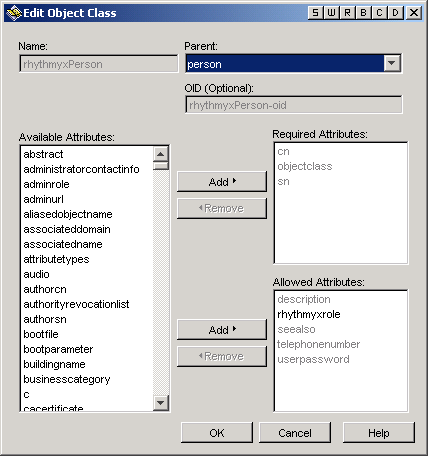 Edit Object Class
S W R B C D
Name:
rhythmyxPerson
Parent:
person
OID (Optional):
rhythmyxPerson-oid
Available Attributes:
abstract
administratorcontactinfo
adminrole
adminurl
aliasedobjectname
associateddomain
associatedname
attributetypes
audio
authorcn
authorityrevocationlist
authorsn
bootfile
bootparameter
buildingname
businesscategory
c
cacertificate
Add
Remove
Required Attributes:
cn
objectclass
sn
Add
Remove
Allowed Attributes:
description
rhythmyxrole
seealso
telephonenumber
userpassword
OK
Cancel
Help